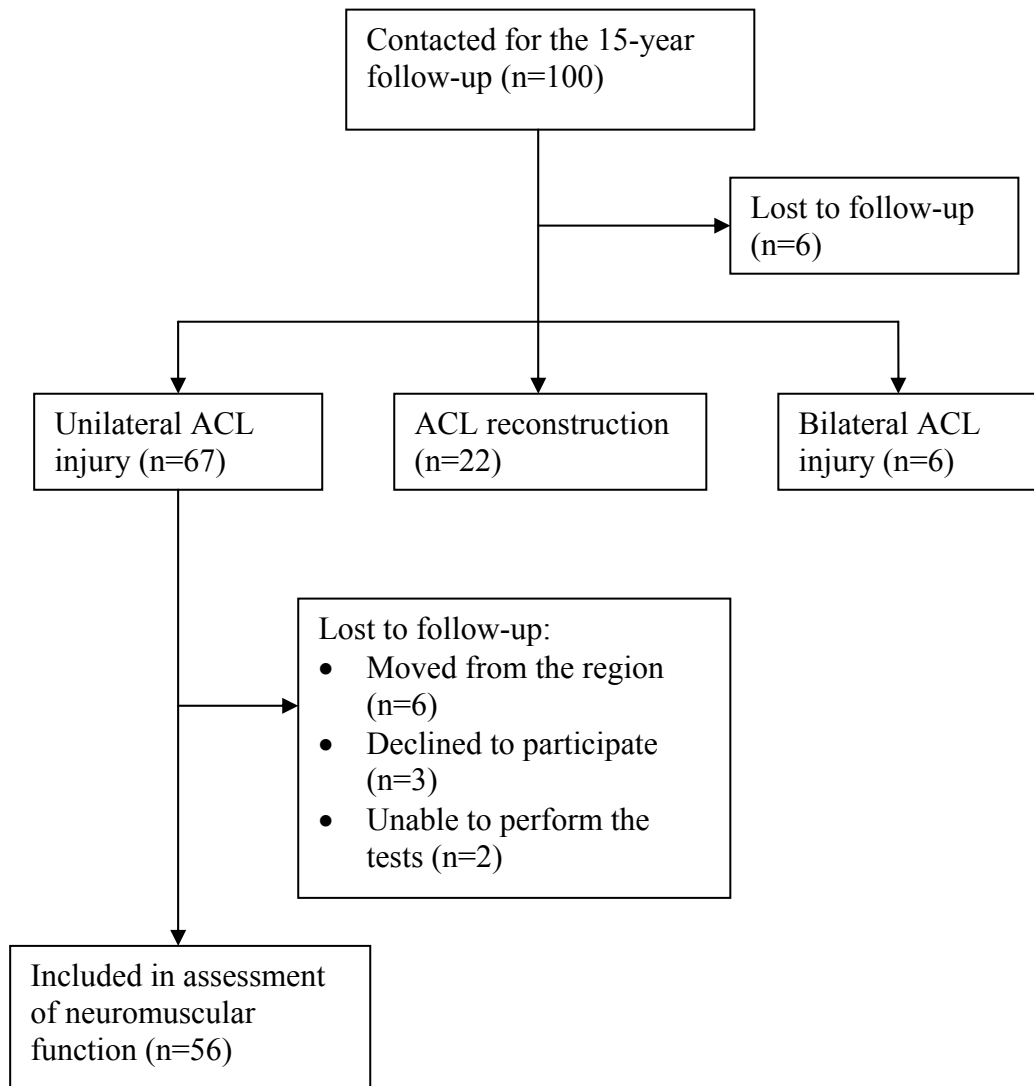 Contacted for the 15-year
follow-up (n=100)
Lost to follow-up
(n=6)
Unilateral ACL
injury (n=67)
ACL reconstruction
(n=22)
Bilateral ACL
injury (n=6)
Lost to follow-up:
• Moved from the region
(n=6)
• Declined to participate
(n=3)
• Unable to perform the
tests (n=2)
Included in assessment
of neuromuscular
function (n=56)